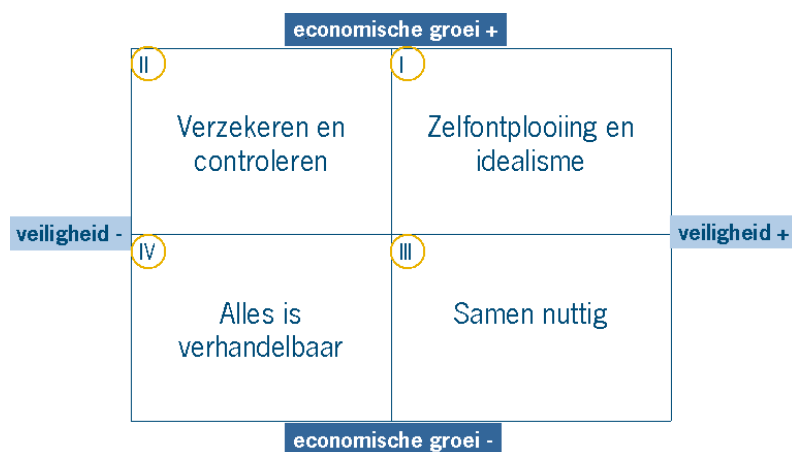 economische groei +
II
I
Verzekeren en
controleren
Zelfontplooiing en
idealisme
veiligheid -
veiligheid +
IV
III
Alles is
verhandelbaar
Samen nuttig
economische groei -